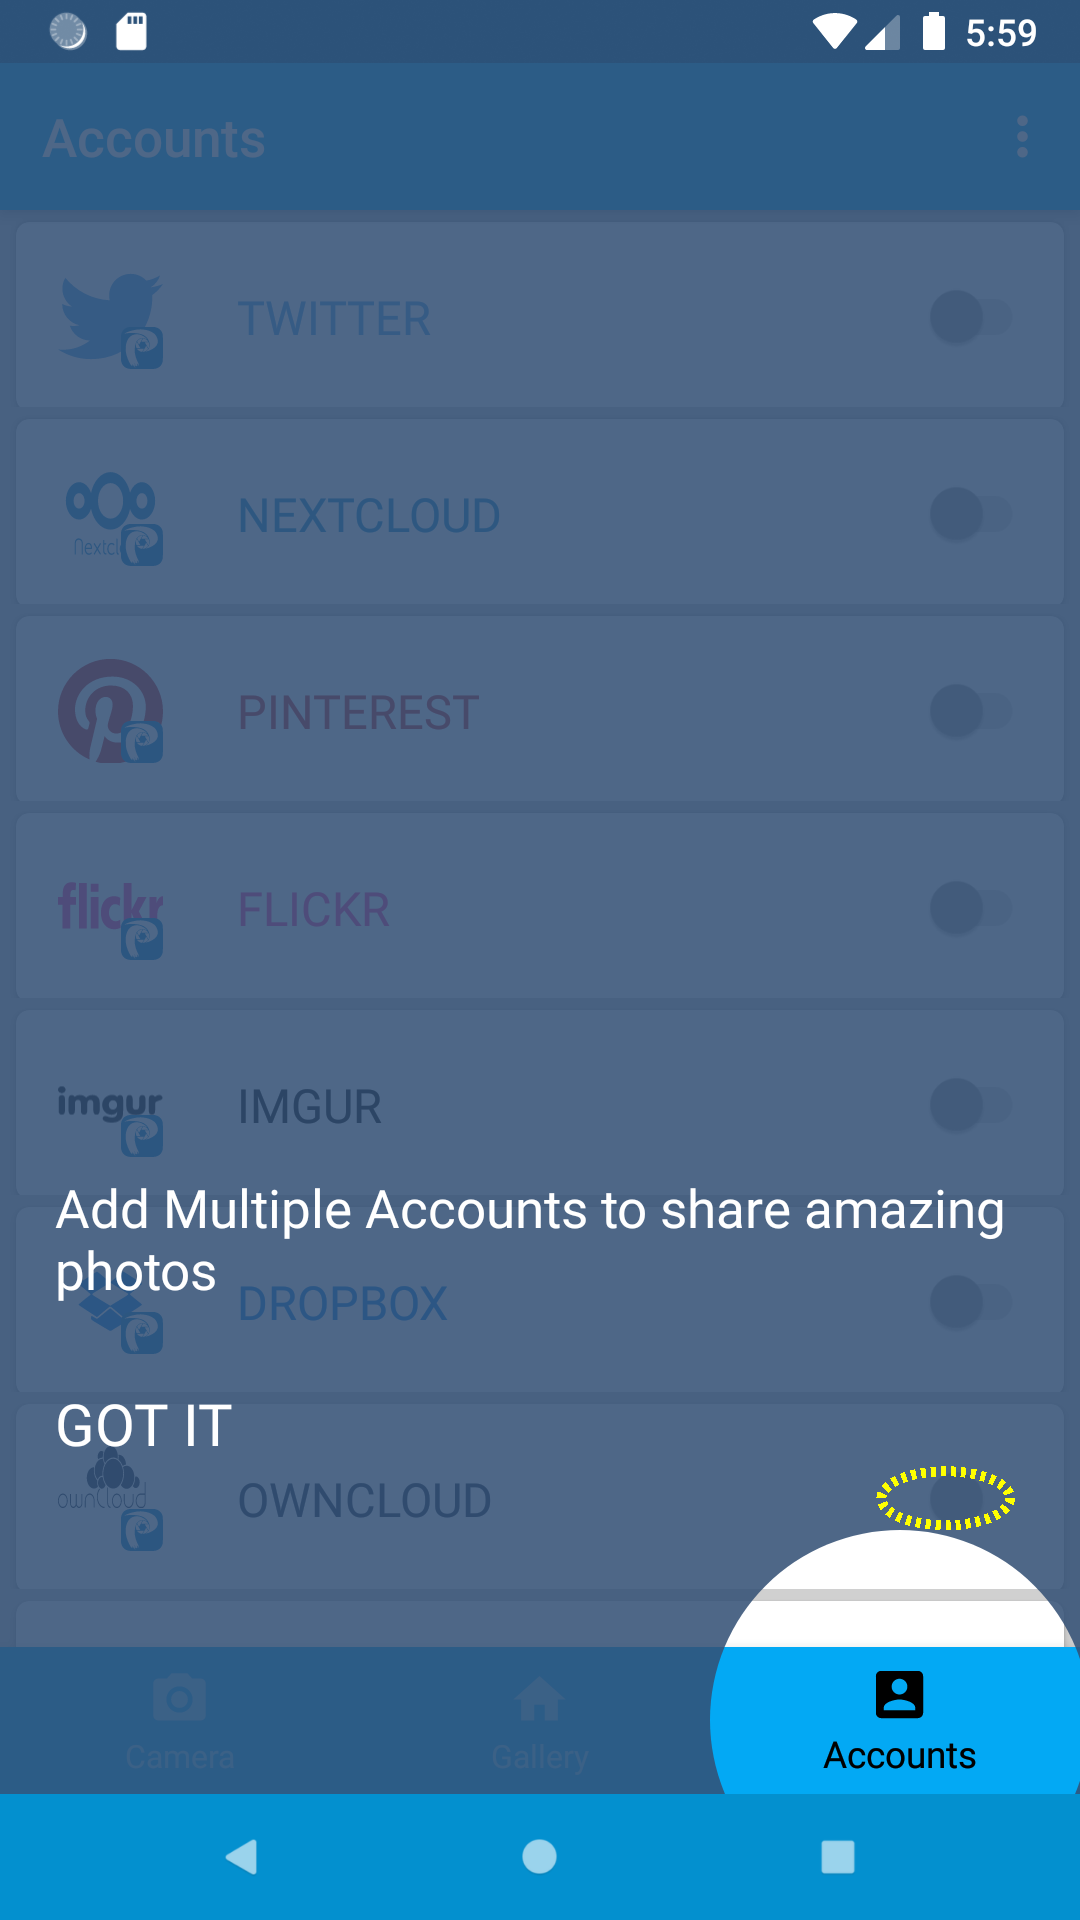 5:59
Accounts
TWITTER
NEXTCLOUD
Nextcl
PINTEREST
flickr
FLICKR
imgur
IMGUR
Add Multiple Accounts to share amazing
photos
DROPBOX
GOT IT
ownCloud
OWNCLOUD
Camera
Gallery
Accounts